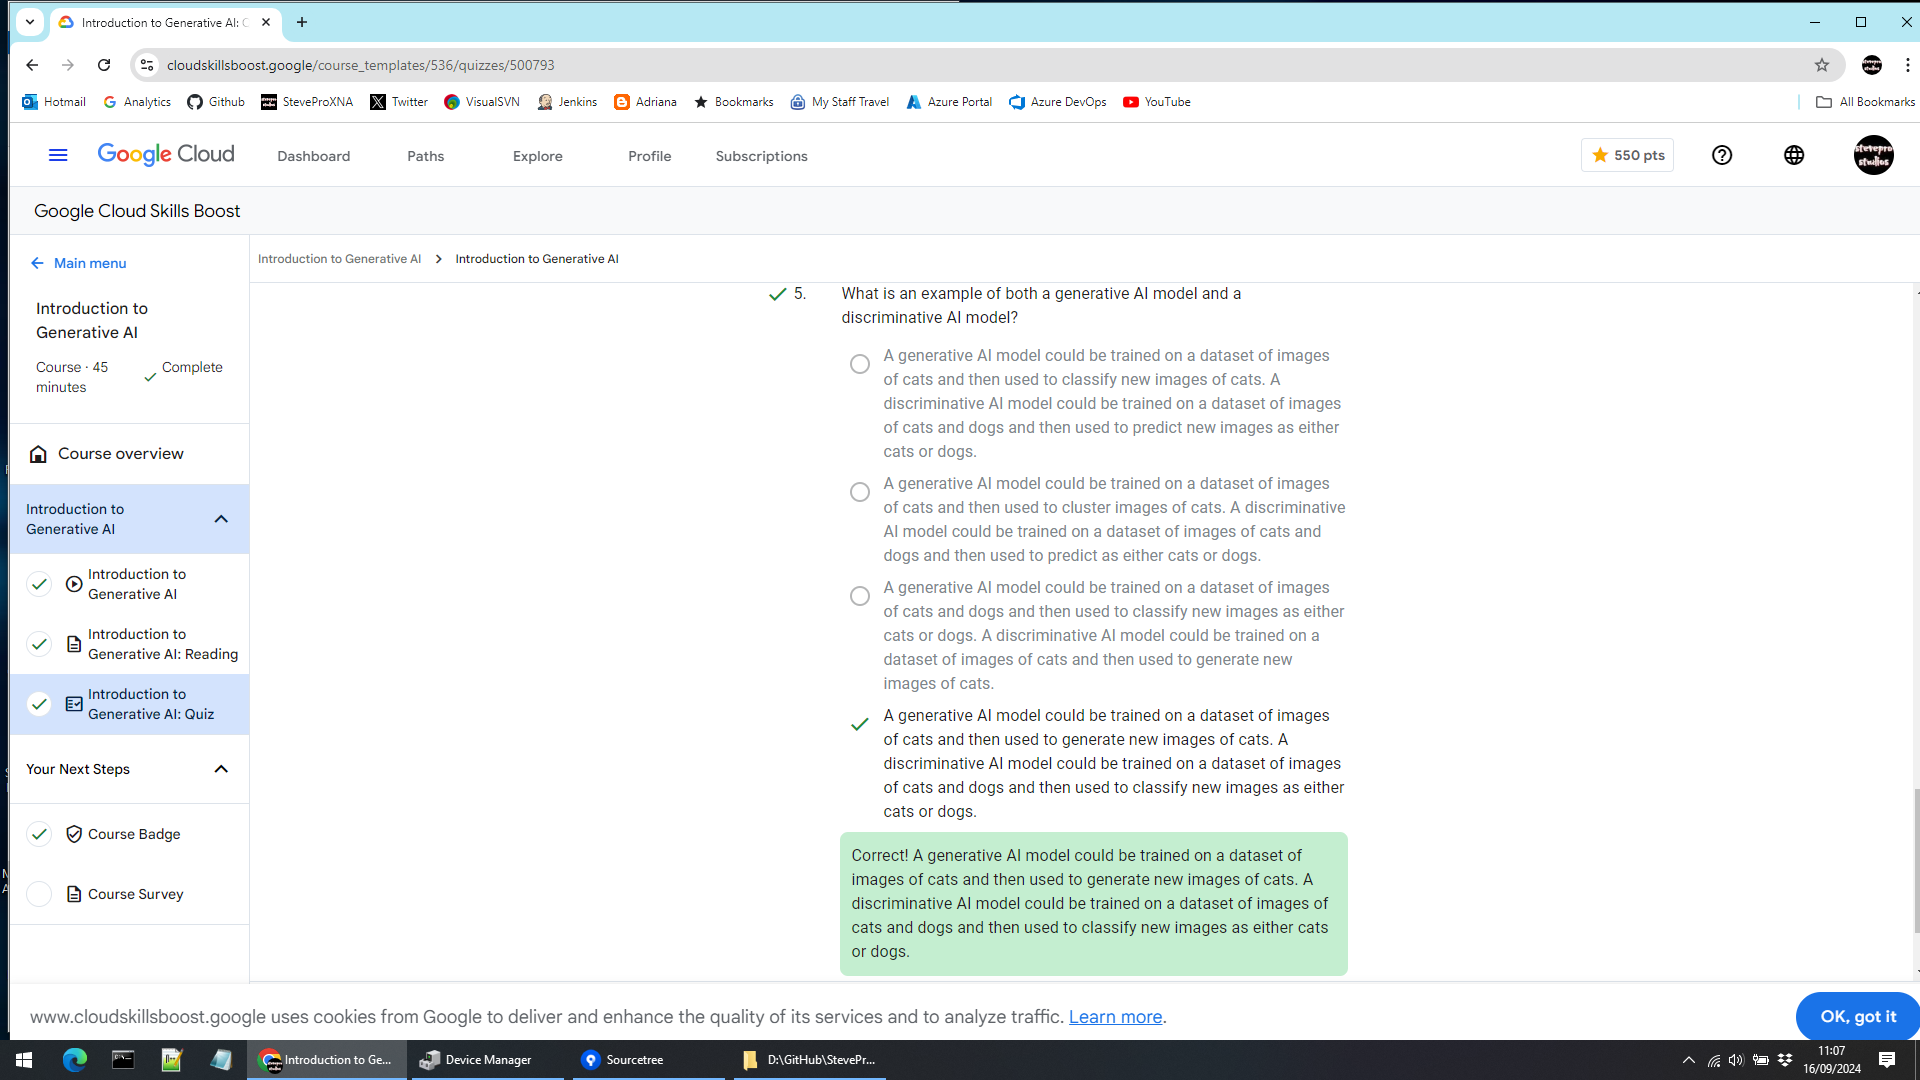 Introduction to Generative AI: C
cloudskillsboost.google/course_templates/536/quizzes/500793
Hotmail Analytics Github SteveProXNA Twitter VisualSVN Jenkins Adriana Bookmarks My Staff Travel Azure Portal Azure DevOps YouTube All Bookmarks
Google Cloud Dashboard Paths Explore Profile Subscriptions 550 pts
stevepro studios
Google Cloud Skills Boost
Main menu
Introduction to
Generative AI
Course · 45
minutes
Complete
Course overview
Introduction to
Generative AI
Introduction to
Generative AI
Introduction to
Generative AI: Reading
Introduction to
Generative AI: Quiz
Your Next Steps
Course Badge
Course Survey
Introduction to Generative AI > Introduction to Generative AI
5. What is an example of both a generative AI model and a
discriminative AI model?
A generative AI model could be trained on a dataset of images
of cats and then used to classify new images of cats. A
discriminative AI model could be trained on a dataset of images
of cats and dogs and then used to predict new images as either
cats or dogs.
A generative AI model could be trained on a dataset of images
of cats and then used to cluster images of cats. A discriminative
AI model could be trained on a dataset of images of cats and
dogs and then used to predict as either cats or dogs.
A generative AI model could be trained on a dataset of images
of cats and dogs and then used to classify new images as either
cats or dogs. A discriminative AI model could be trained on a
dataset of images of cats and then used to generate new
images of cats.
A generative AI model could be trained on a dataset of images
of cats and then used to generate new images of cats. A
discriminative AI model could be trained on a dataset of images
of cats and dogs and then used to classify new images as either
cats or dogs.
Correct! A generative AI model could be trained on a dataset of
images of cats and then used to generate new images of cats. A
discriminative AI model could be trained on a dataset of images of
cats and dogs and then used to classify new images as either cats
or dogs.
www.cloudskillsboost.google uses cookies from Google to deliver and enhance the quality of its services and to analyze traffic. Learn more.
OK, got it
Introduction to Ge... Device Manager Sourcetree D:\GitHub\StevePr...
11:07
16/09/2024